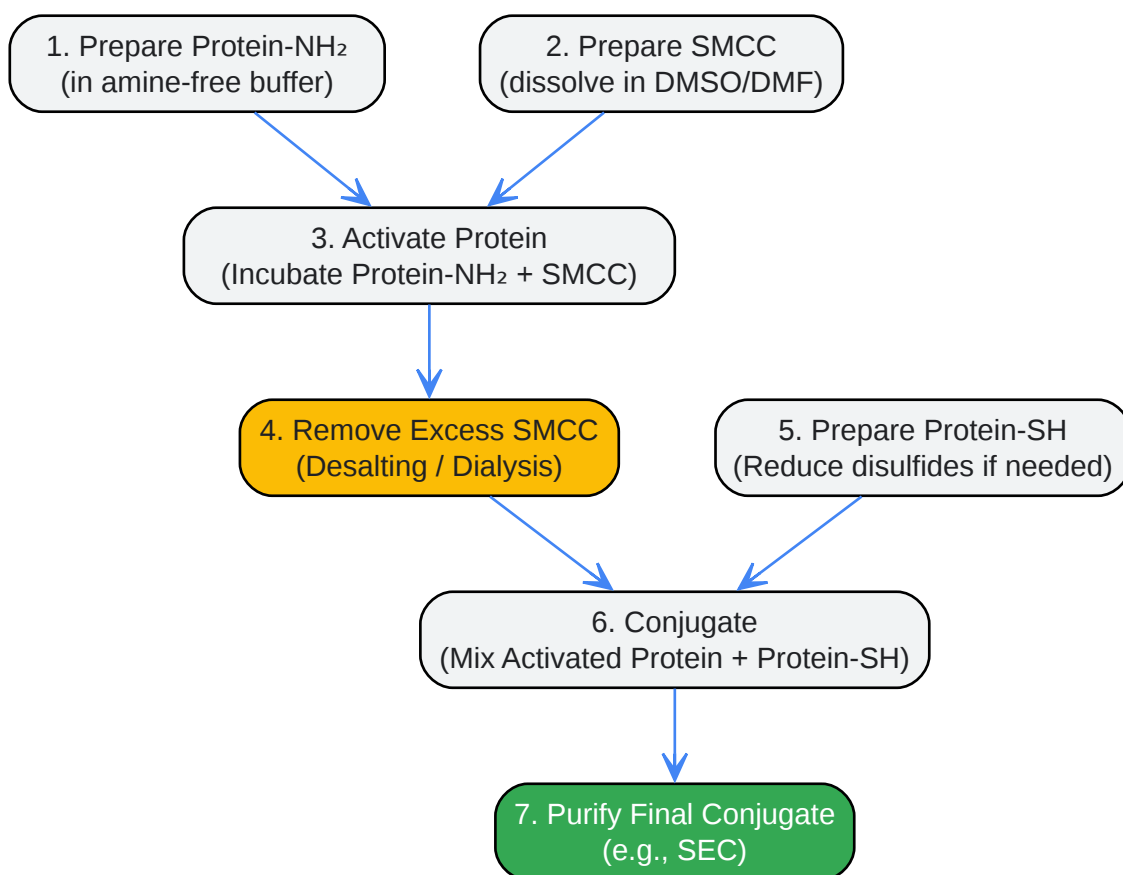 1. Prepare Protein-NH₂
(in amine-free buffer)
2. Prepare SMCC
(dissolve in DMSO/DMF)
3. Activate Protein
(Incubate Protein-NH₂ + SMCC)
4. Remove Excess SMCC
(Desalting / Dialysis)
5. Prepare Protein-SH
(Reduce disulfides if needed)
6. Conjugate
(Mix Activated Protein + Protein-SH)
7. Purify Final Conjugate
(e.g., SEC)